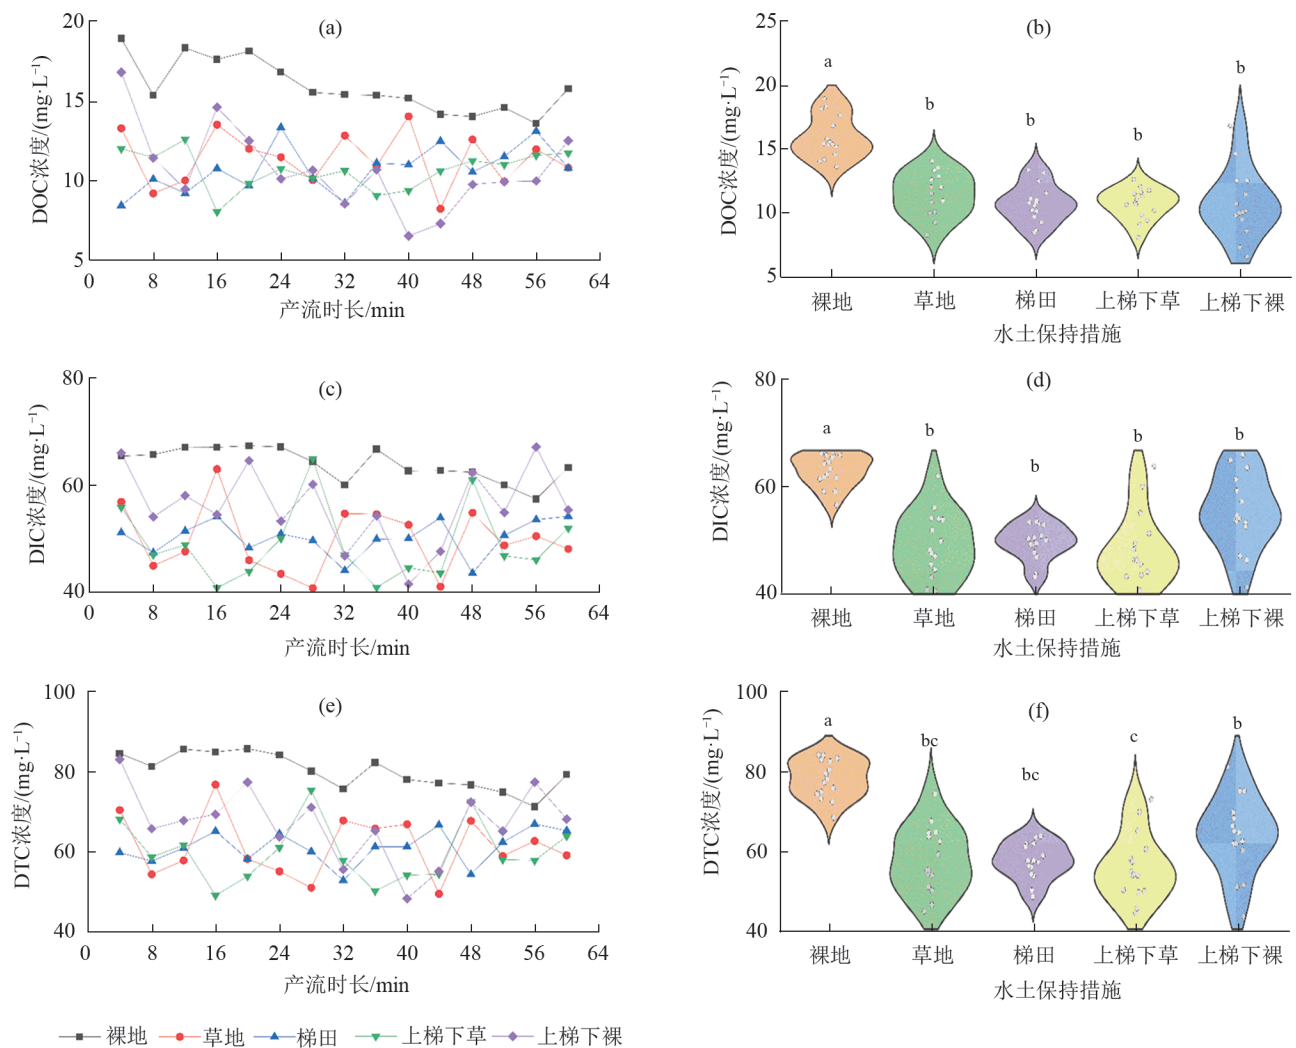 (a)
DOC浓度/(mg·L⁻¹)
20
15
10
5
0 8 16 24 32 40 48 56 64
产流时长/min
(b)
DOC浓度/(mg·L⁻¹)
25
20
15
10
5
a b b b b
裸地 草地 梯田 上梯下草 上梯下裸
水土保持措施
(c)
DIC浓度/(mg·L⁻¹)
80
60
40
0 8 16 24 32 40 48 56 64
产流时长/min
(d)
DIC浓度/(mg·L⁻¹)
80
60
40
a b b b b
裸地 草地 梯田 上梯下草 上梯下裸
水土保持措施
(e)
DTC浓度/(mg·L⁻¹)
100
80
60
40
0 8 16 24 32 40 48 56 64
产流时长/min
(f)
DTC浓度/(mg·L⁻¹)
100
80
60
40
a bc bc c b
裸地 草地 梯田 上梯下草 上梯下裸
水土保持措施
裸地 草地 梯田 上梯下草 上梯下裸